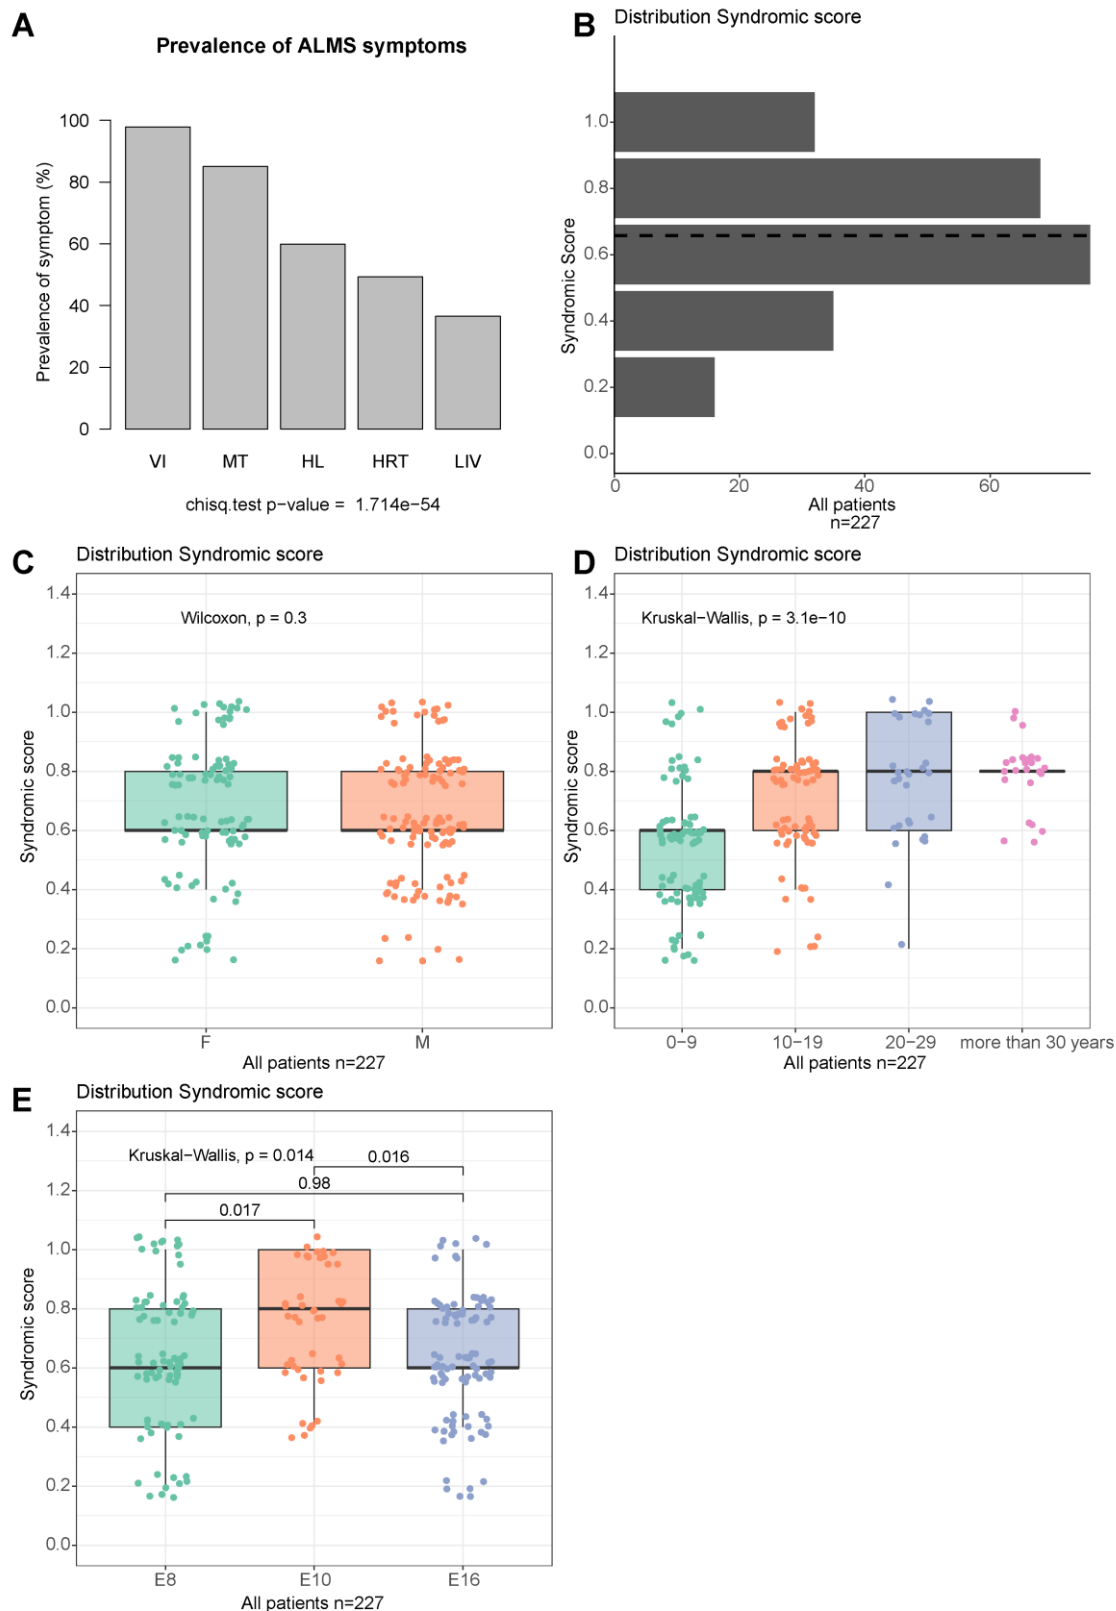 A
Prevalence of ALMS symptoms
Prevalence of symptom (%)
100
80
60
40
20
0
VI MT HL HRT LIV
chisq.test p-value = 1.714e-54
B
Distribution Syndromic score
Syndromic Score
1.0
0.8
0.6
0.4
0.2
0.0
0 20 40 60
All patients
n=227
C
Distribution Syndromic score
Wilcoxon, p = 0.3
Syndromic score
1.4
1.2
1.0
0.8
0.6
0.4
0.2
0.0
F M
All patients n=227
D
Distribution Syndromic score
Kruskal-Wallis, p = 3.1e-10
Syndromic score
1.4
1.2
1.0
0.8
0.6
0.4
0.2
0.0
0-9 10-19 20-29 more than 30 years
All patients n=227
E
Distribution Syndromic score
Kruskal-Wallis, p = 0.014
0.016
0.98
0.017
Syndromic score
1.4
1.2
1.0
0.8
0.6
0.4
0.2
0.0
E8 E10 E16
All patients n=227